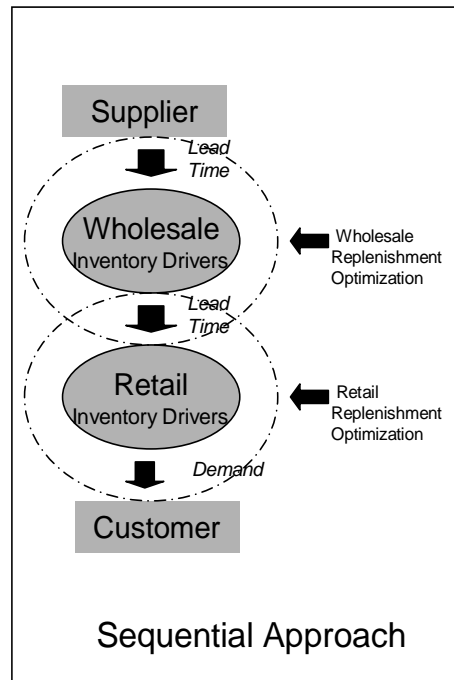 Supplier
Lead
Time
Wholesale
Inventory Drivers
Wholesale
Replenishment
Optimization
Lead
Time
Retail
Inventory Drivers
Retail
Replenishment
Optimization
Demand
Customer
Sequential Approach